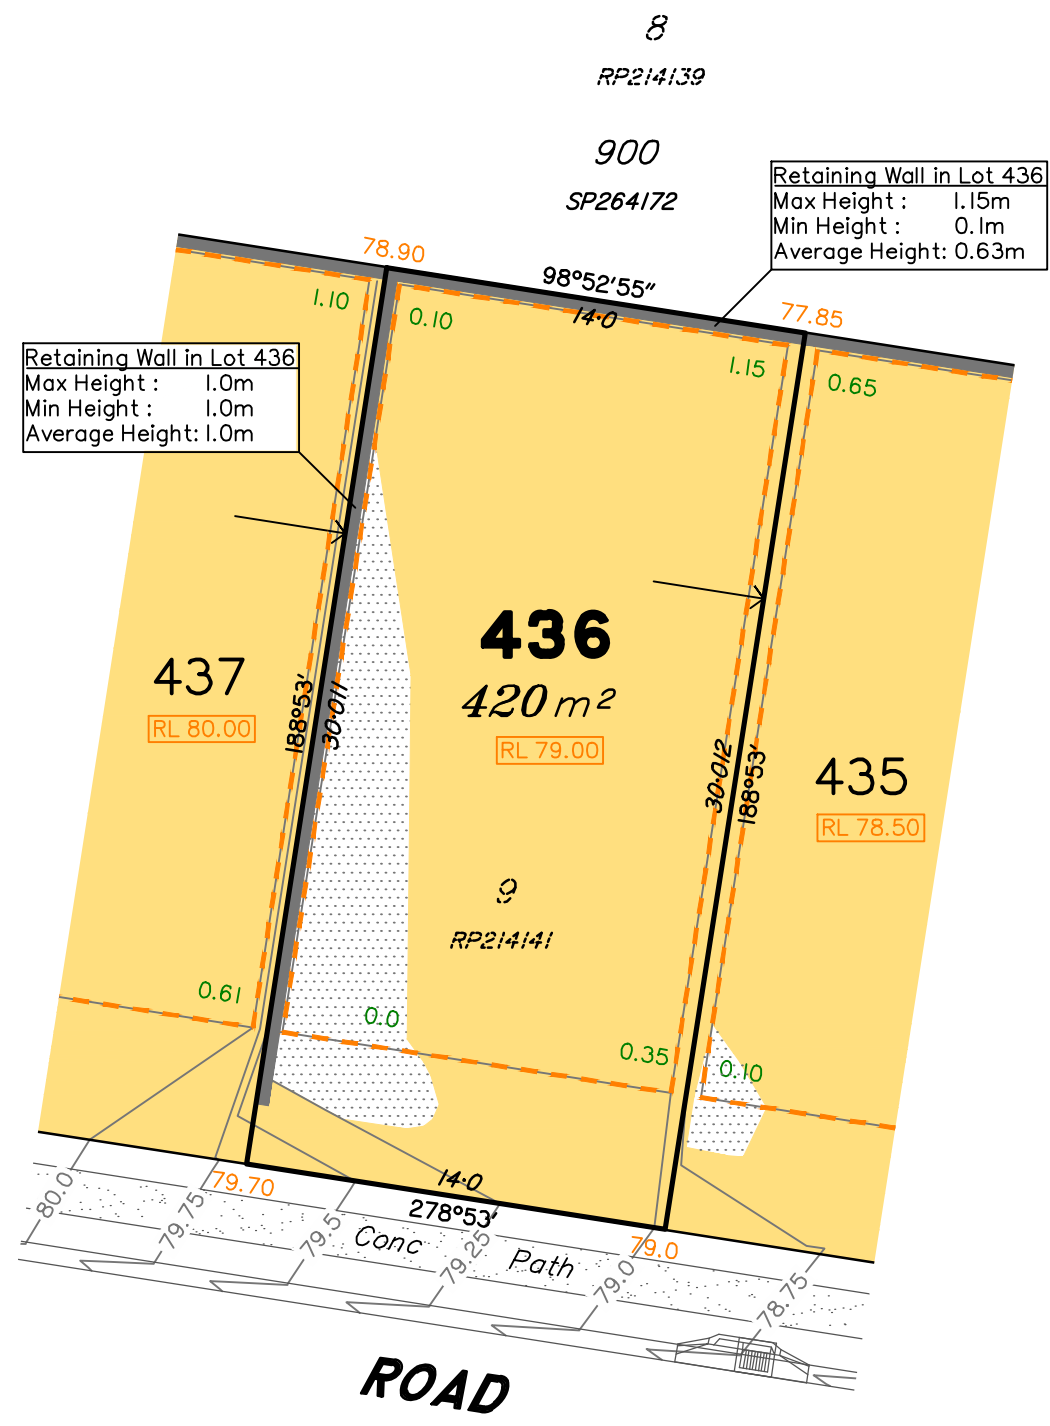 8
RP214139
900
SP264172
Retaining Wall in Lot 436
Max Height : 1.15m
Min Height : 0.1m
Average Height: 0.63m
78.90
98°52'55"
14·0
77.85
1.10
0.10
1.15
0.65
Retaining Wall in Lot 436
Max Height : 1.0m
Min Height : 1.0m
Average Height: 1.0m
436
420 m²
RL 79.00
437
RL 80.00
188°53'
30·011
30·012
188°53'
435
RL 78.50
9
RP214141
0.61
0.0
0.35
0.10
14·0
278°53'
79.70
79.0
80.0
79.75
79.5
79.25
79.0
78.75
Conc Path
ROAD